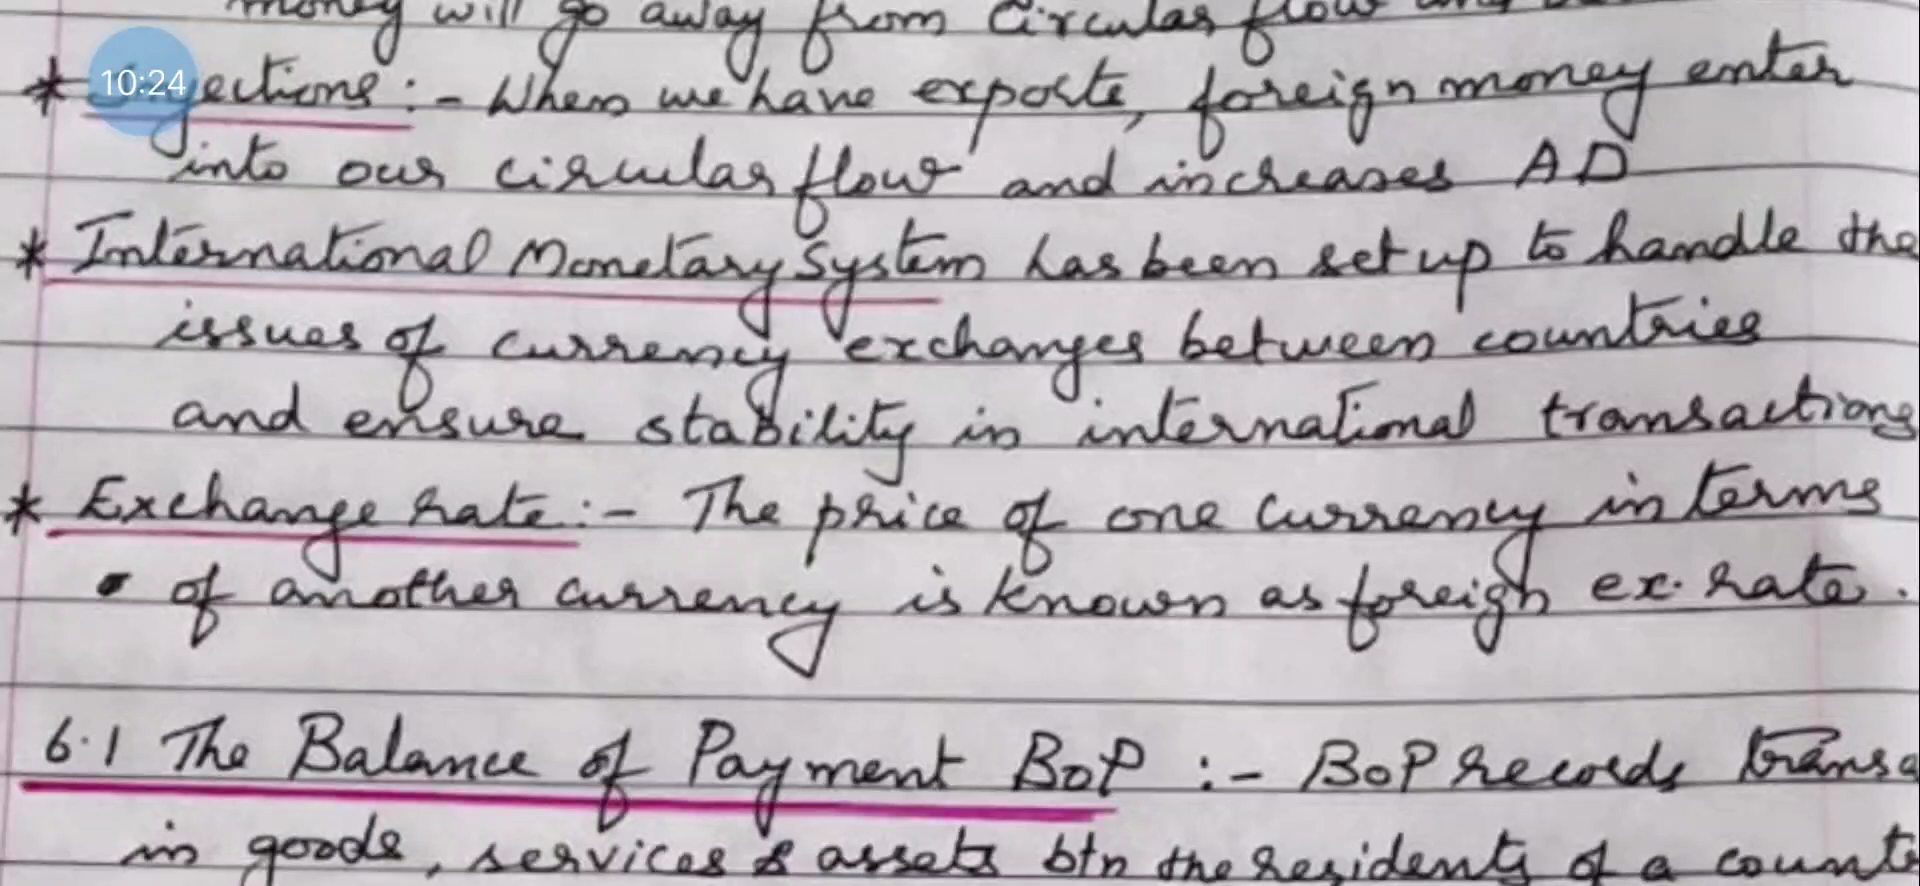 money will go away from circular flow
* Injections :- When we have exports, foreign money enter
10:24
into our circular flow and increases AD
* International Monetary System has been set up to handle the
issues of currency exchanges between countries
and ensure stability in international transactions
* Exchange rate :- The price of one currency in terms
of another currency is known as foreign ex. rate.
6.1 The Balance of Payment BoP :- BoP records transa
in goods, services & assets btn the residents of a count